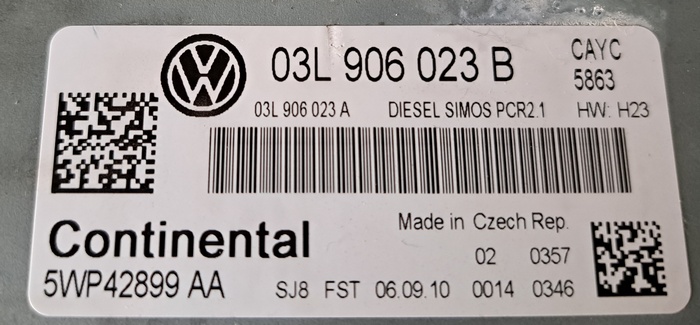 03L 906 023 B
CAYC
5863
03L 906 023 A DIESEL SIMOS PCR2.1 HW: H23
Continental
Made in Czech Rep.
02 0357
5WP42899 AA
SJ8 FST 06.09.10 0014 0346